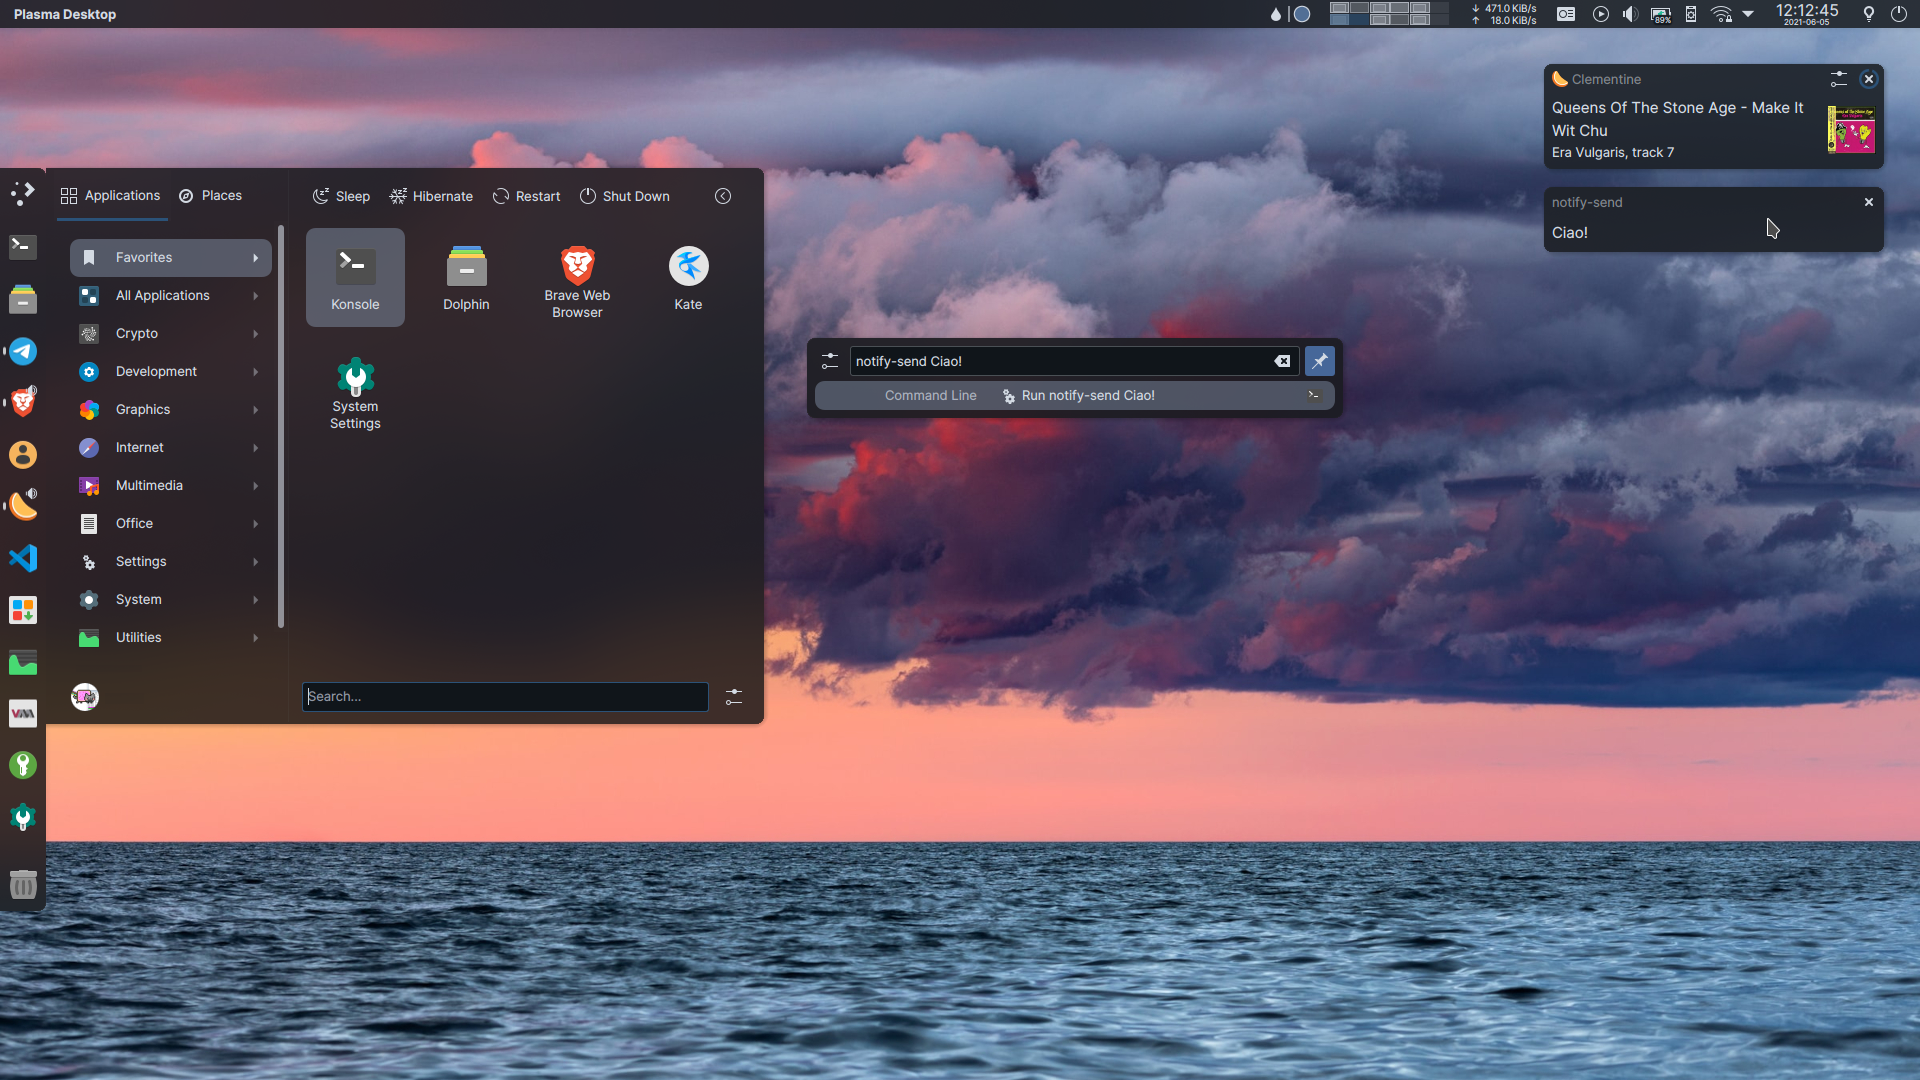 Plasma Desktop
471.0 KiB/s
18.0 KiB/s
89%
12:12:45
2021-06-05
Clementine
Queens Of The Stone Age - Make It
Wit Chu
Era Vulgaris, track 7
notify-send
Ciao!
Applications
Places
Sleep
Hibernate
Restart
Shut Down
Favorites
All Applications
Crypto
Development
Graphics
Internet
Multimedia
Office
Settings
System
Utilities
Konsole
Dolphin
Brave Web
Browser
Kate
System
Settings
Search...
notify-send Ciao!
Command Line
Run notify-send Ciao!